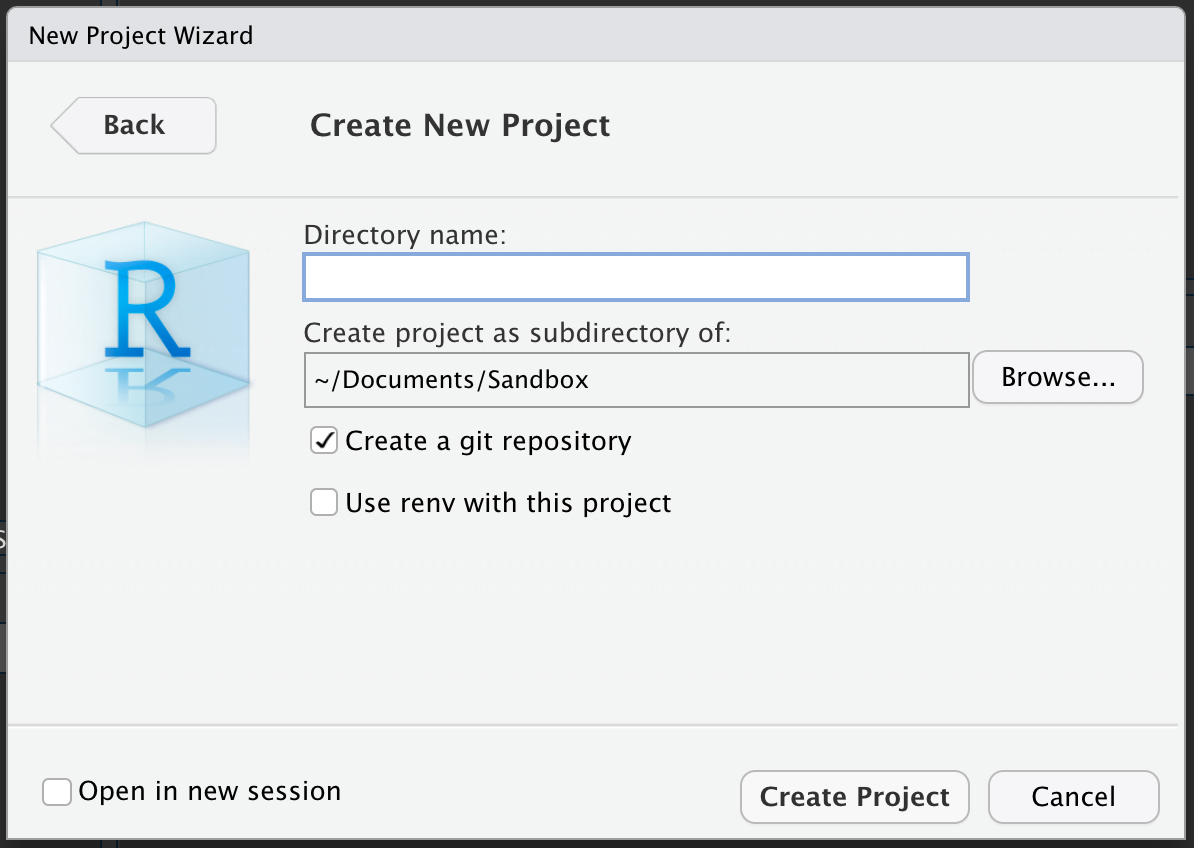 New Project Wizard
Back
Create New Project
R
Directory name:
Create project as subdirectory of:
~/Documents/Sandbox
Browse...
Create a git repository
Use renv with this project
Open in new session
Create Project
Cancel